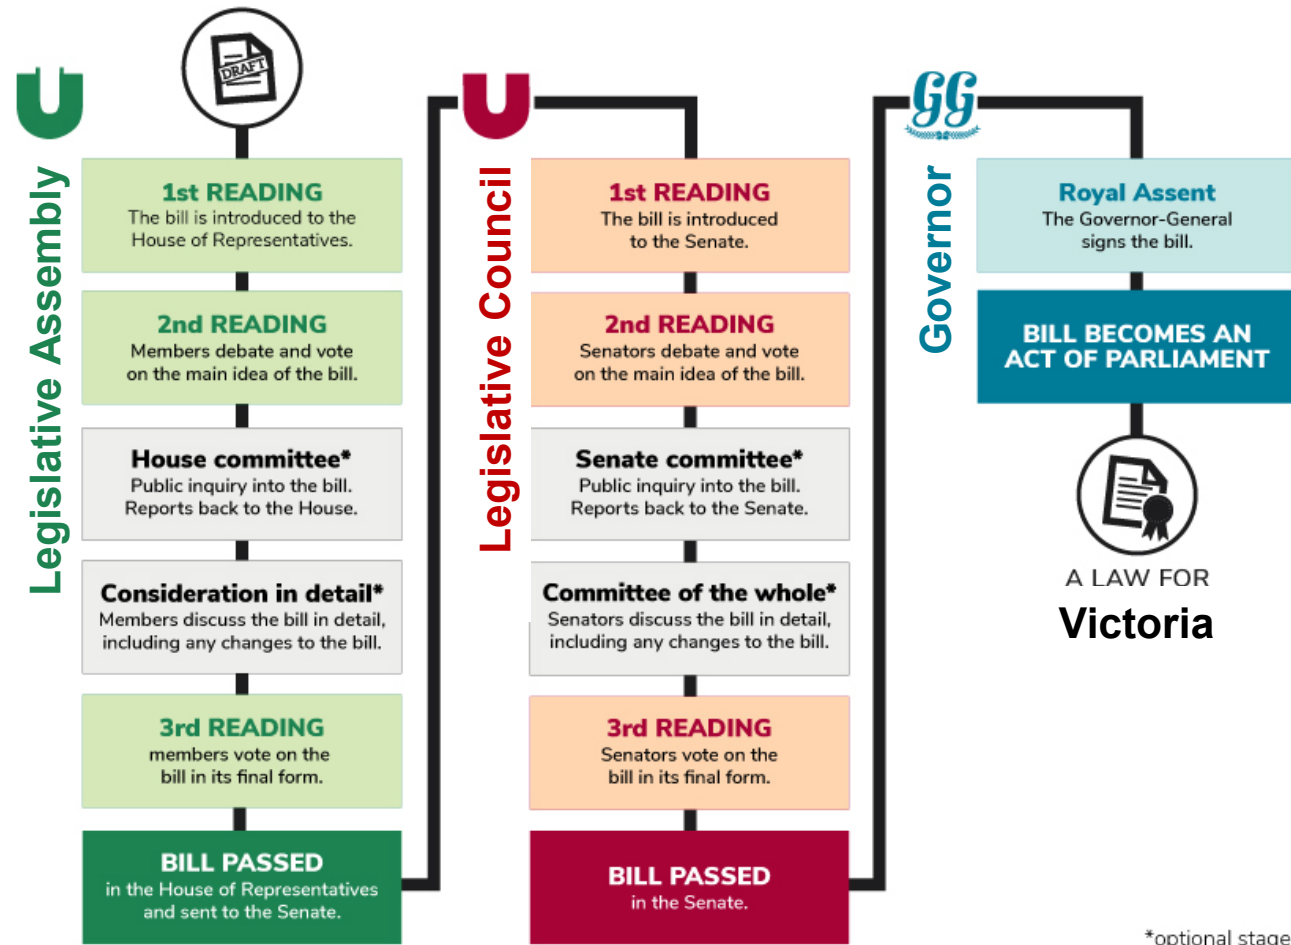 DRAFT
Legislative Assembly
1st READING
The bill is introduced to the
House of Representatives.
2nd READING
Members debate and vote
on the main idea of the bill.
House committee*
Public inquiry into the bill.
Reports back to the House.
Consideration in detail*
Members discuss the bill in detail,
including any changes to the bill.
3rd READING
members vote on the
bill in its final form.
BILL PASSED
in the House of Representatives
and sent to the Senate.
Legislative Council
1st READING
The bill is introduced
to the Senate.
2nd READING
Senators debate and vote
on the main idea of the bill.
Senate committee*
Public inquiry into the bill.
Reports back to the Senate.
Committee of the whole*
Senators discuss the bill in detail,
including any changes to the bill.
3rd READING
Senators vote on the
bill in its final form.
BILL PASSED
in the Senate.
GG
Governor
Royal Assent
The Governor-General
signs the bill.
BILL BECOMES AN
ACT OF PARLIAMENT
A LAW FOR
Victoria
*optional stage